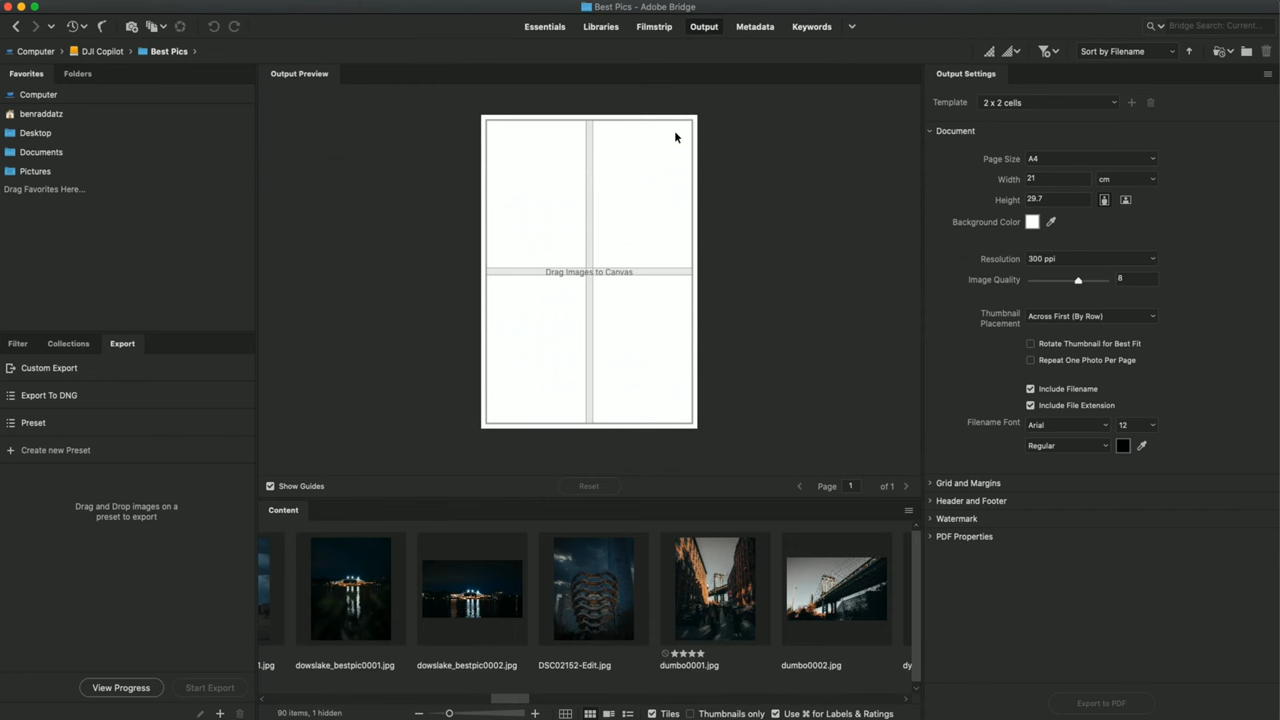 Best Pics - Adobe Bridge
Essentials Libraries Filmstrip Output Metadata Keywords
Bridge Search: Current...
Computer DJI Copilot Best Pics
Sort by Filename
Favorites Folders
Computer
benraddatz
Desktop
Documents
Pictures
Drag Favorites Here...
Filter Collections Export
Custom Export
Export To DNG
Preset
Create new Preset
Drag and Drop images on a
preset to export
View Progress Start Export
Output Preview
Drag Images to Canvas
Show Guides Reset Page 1 of 1
Content
1.jpg dowslake_bestpic0001.jpg dowslake_bestpic0002.jpg DSC02152-Edit.jpg dumbo0001.jpg dumbo0002.jpg dy
90 items, 1 hidden
Tiles Thumbnails only Use ⌘ for Labels & Ratings
Output Settings
Template 2 x 2 cells
Document
Page Size A4
Width 21 cm
Height 29.7
Background Color
Resolution 300 ppi
Image Quality 8
Thumbnail
Placement Across First (By Row)
Rotate Thumbnail for Best Fit
Repeat One Photo Per Page
Include Filename
Include File Extension
Filename Font Arial 12
Regular
Grid and Margins
Header and Footer
Watermark
PDF Properties
Export to PDF